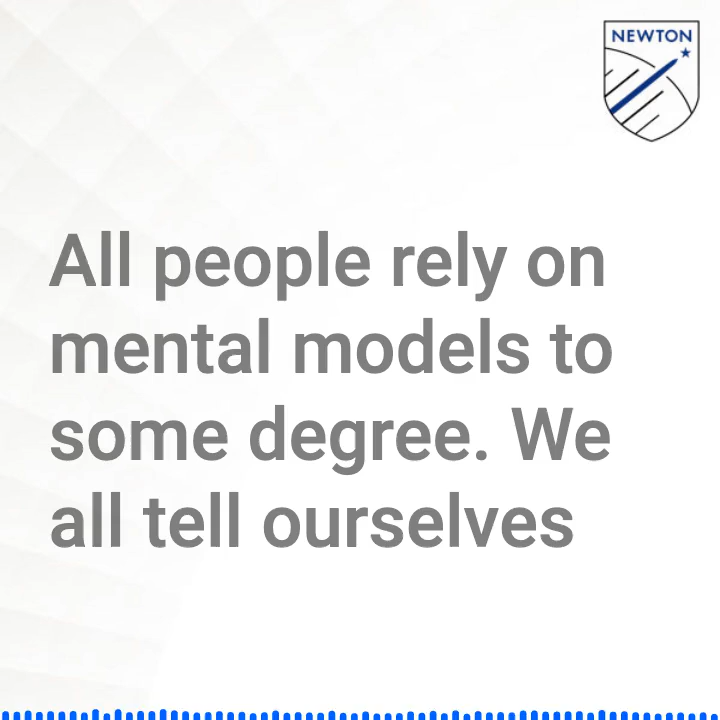 NEWTON
All people rely on
mental models to
some degree. We
all tell ourselves